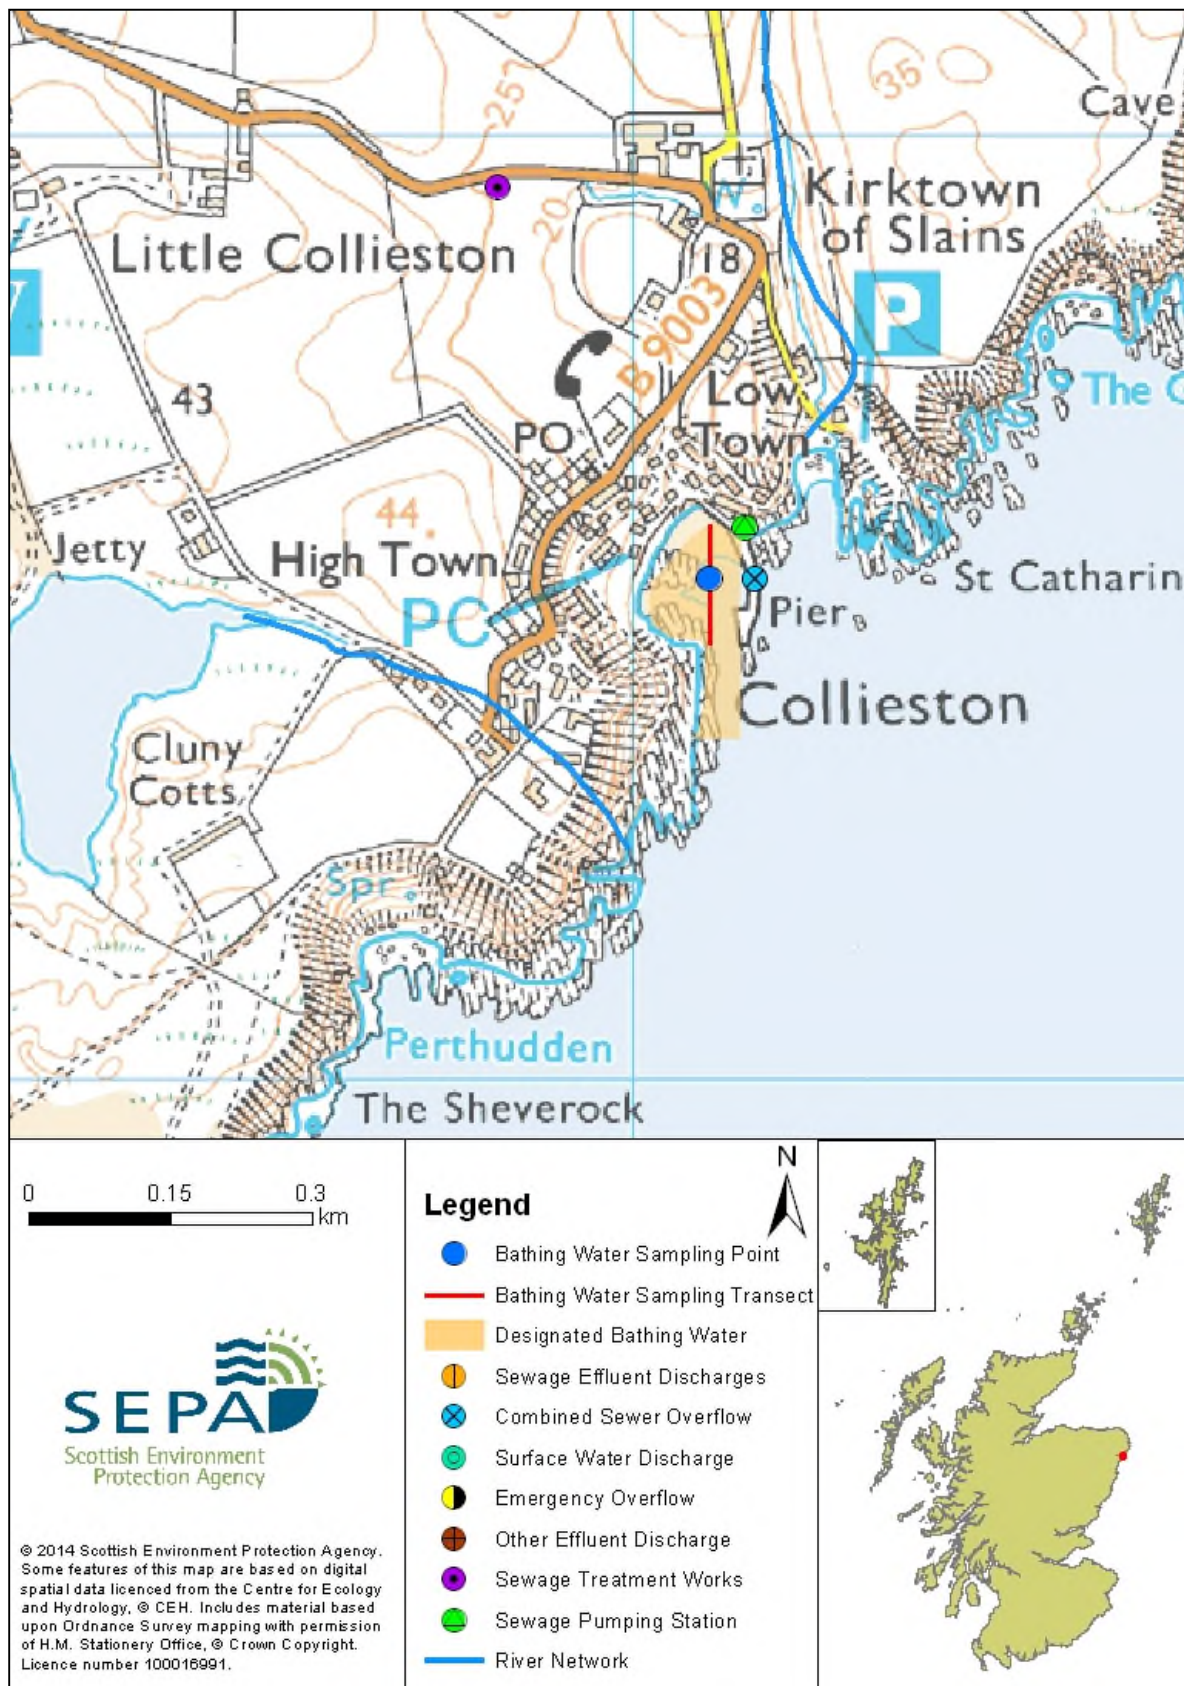 35
Cave
25
Kirktown
of Slains
N.
20
Little Collieston
18
P
B 9003
The
43
Low
Town
PO
44
Jetty
High Town
St Catharin
PC
Pier
Collieston
Cluny
Cotts
Spr
Perthudden
The Sheverock
0 0.15 0.3
km
SEPA
Scottish Environment
Protection Agency
© 2014 Scottish Environment Protection Agency.
Some features of this map are based on digital
spatial data licenced from the Centre for Ecology
and Hydrology, © CEH. Includes material based
upon Ordnance Survey mapping with permission
of H.M. Stationery Office, © Crown Copyright.
Licence number 100016991.
N
Legend
Bathing Water Sampling Point
Bathing Water Sampling Transect
Designated Bathing Water
Sewage Effluent Discharges
Combined Sewer Overflow
Surface Water Discharge
Emergency Overflow
Other Effluent Discharge
Sewage Treatment Works
Sewage Pumping Station
River Network